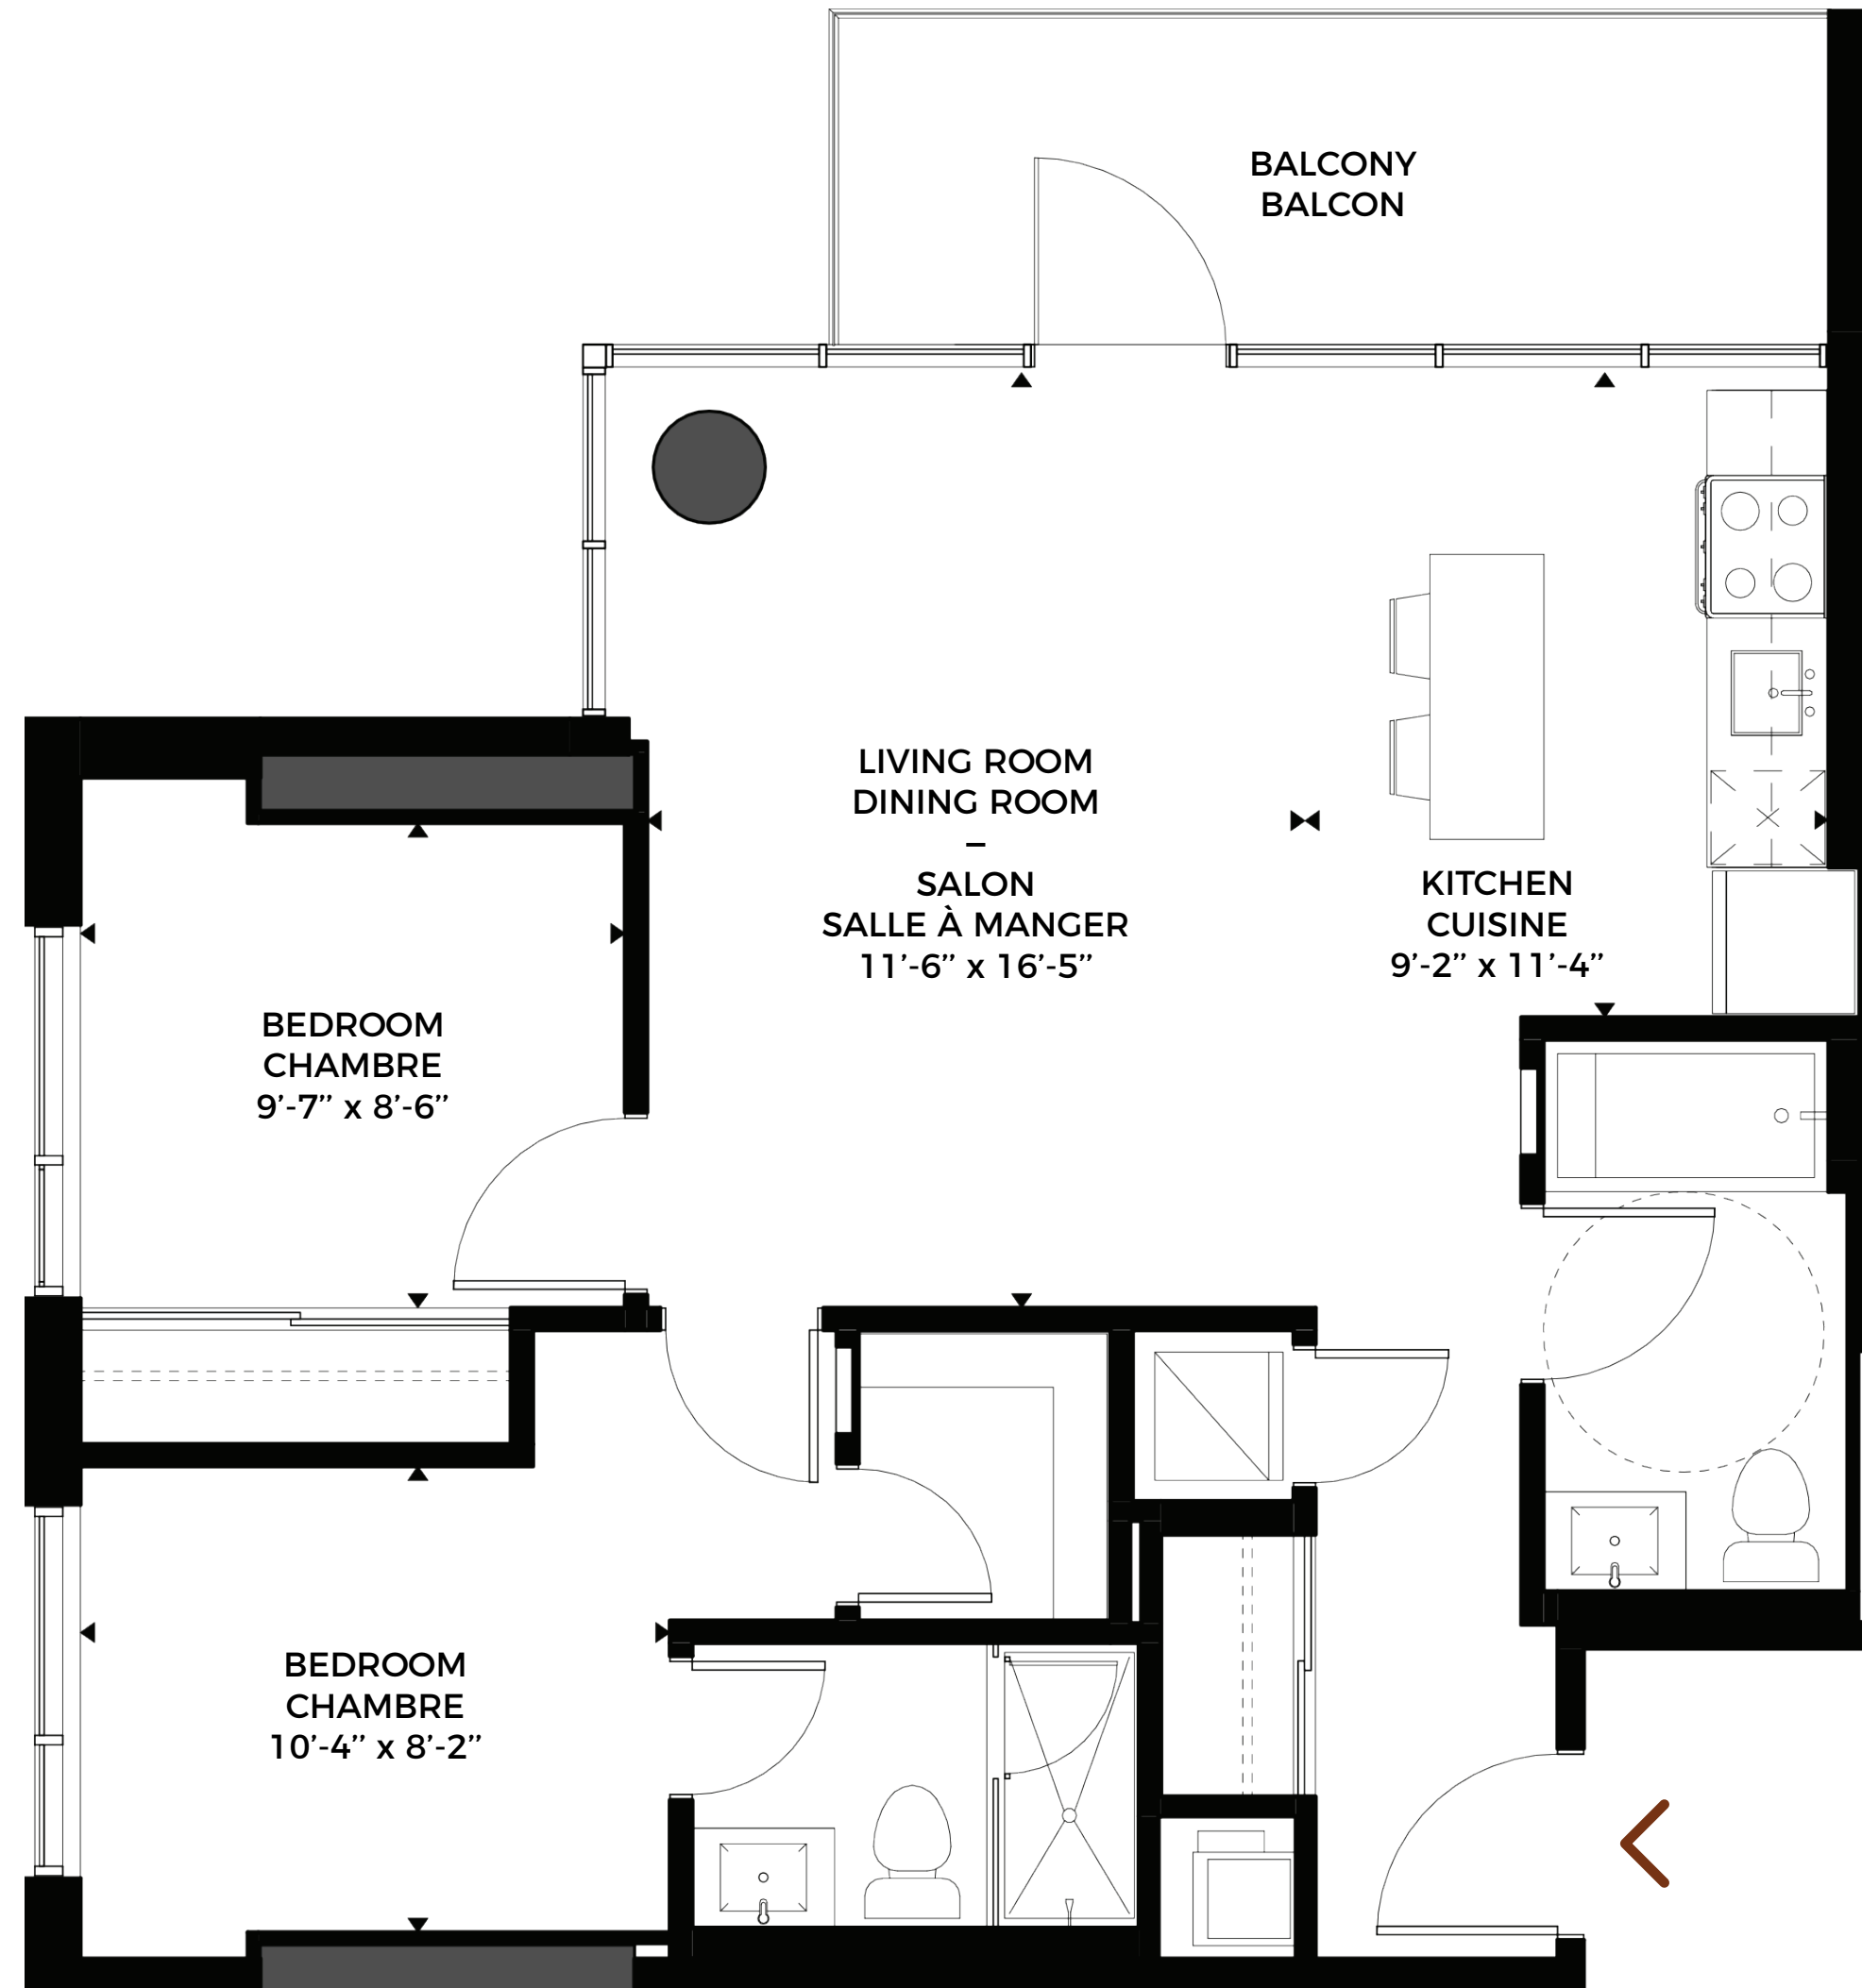 BALCONY
BALCON
LIVING ROOM
DINING ROOM
–
SALON
SALLE À MANGER
11’-6” x 16’-5”
KITCHEN
CUISINE
9’-2” x 11’-4”
BEDROOM
CHAMBRE
9’-7” x 8’-6”
BEDROOM
CHAMBRE
10’-4” x 8’-2”